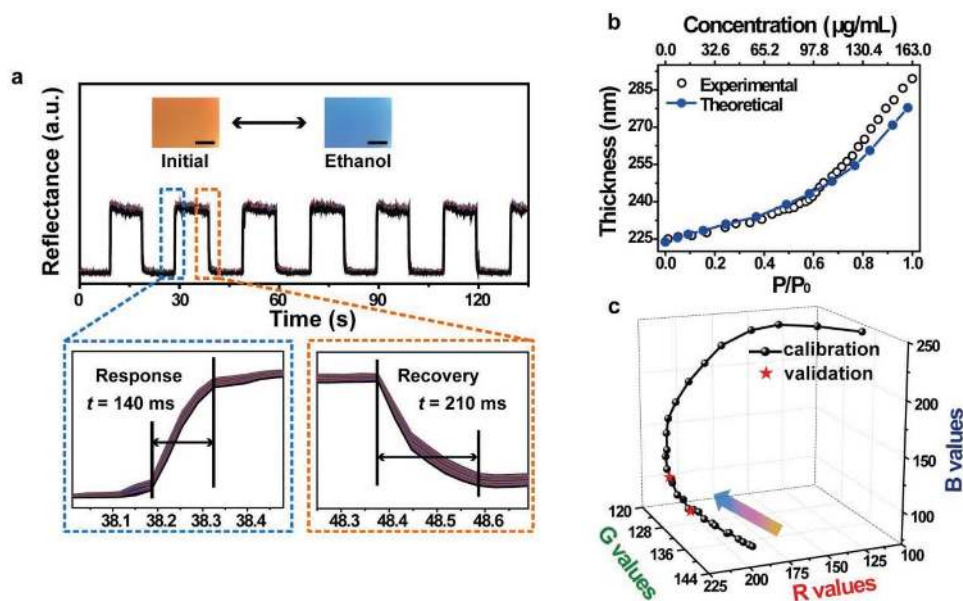 a
Reflectance (a.u.)
Initial
Ethanol
0
30
60
90
120
Time (s)
Response
t = 140 ms
38.1
38.2
38.3
38.4
Recovery
t = 210 ms
48.3
48.4
48.5
48.6
b
Concentration (µg/mL)
0.0
32.6
65.2
97.8
130.4
163.0
Experimental
Theoretical
Thickness (nm)
285
270
255
240
225
0.0
0.2
0.4
0.6
0.8
1.0
P/P₀
c
calibration
validation
B values
250
200
150
100
G values
120
128
136
144
R values
225
200
175
150
125
100